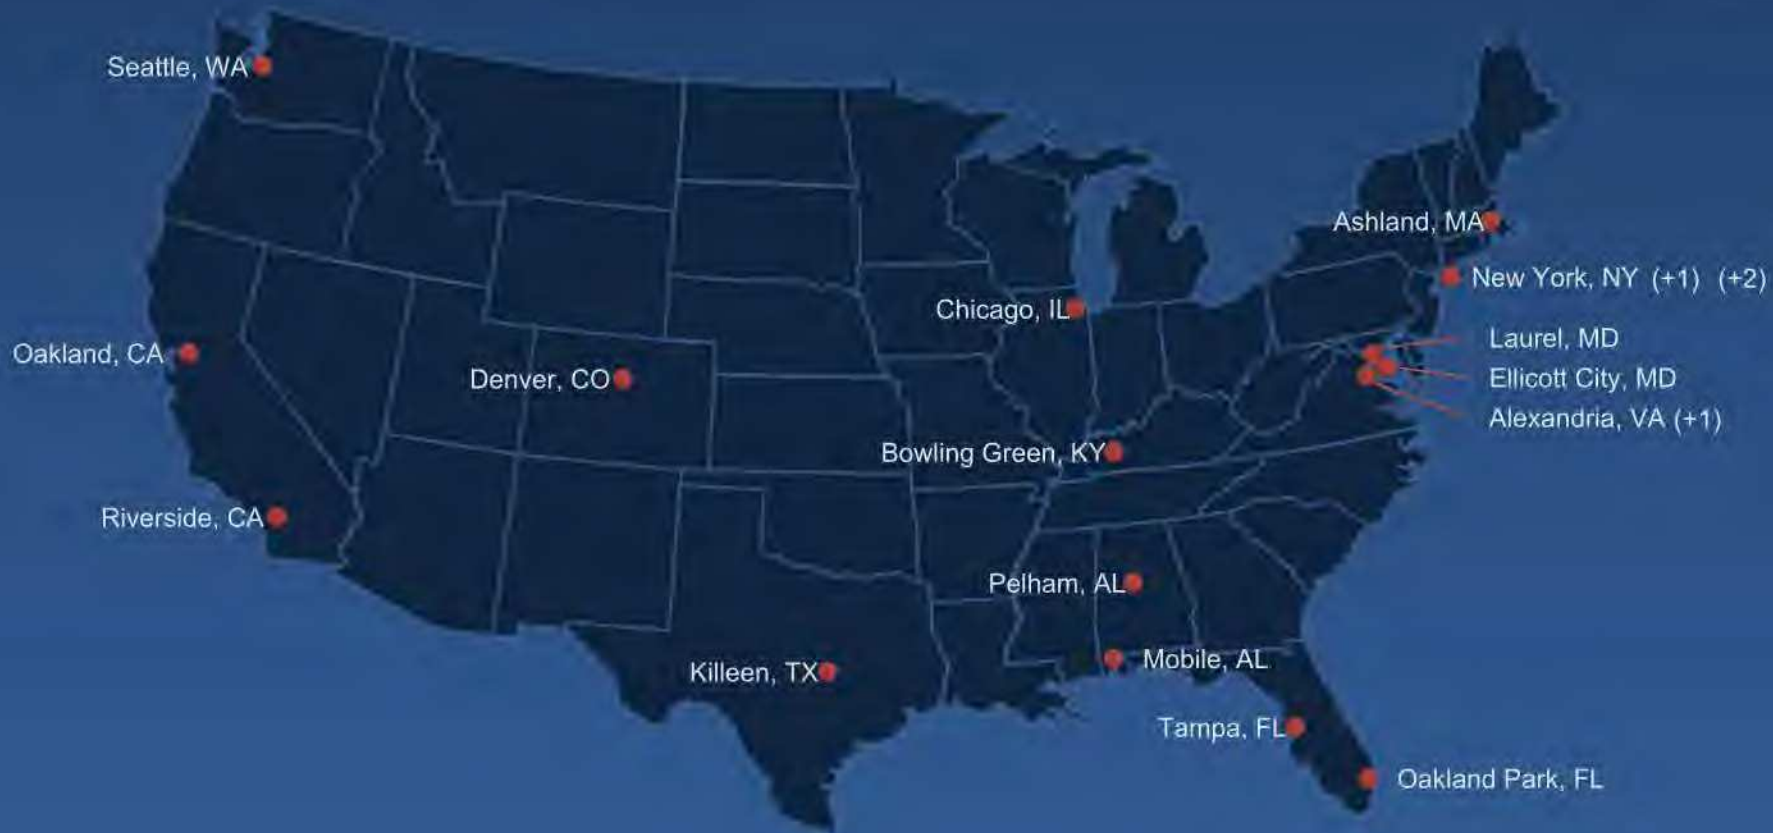 Seattle, WA
Ashland, MA
New York, NY (+1) (+2)
Chicago, IL
Laurel, MD
Oakland, CA
Ellicott City, MD
Denver, CO
Alexandria, VA (+1)
Bowling Green, KY
Riverside, CA
Pelham, AL
Mobile, AL
Killeen, TX
Tampa, FL
Oakland Park, FL